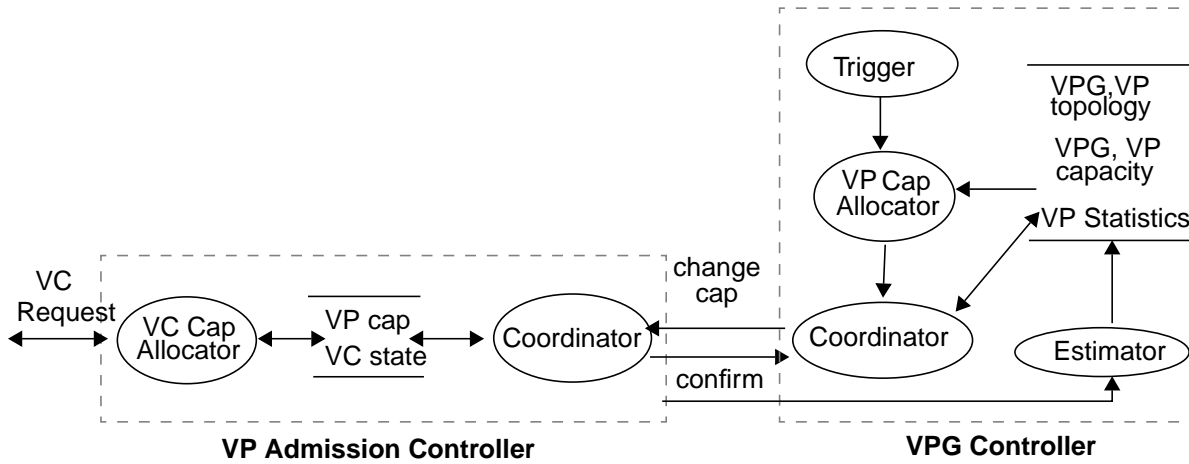 Trigger
VPG,VP
topology
VPG, VP
capacity
VP Statistics
VP Cap
Allocator
change
cap
VC
Request
VC Cap
Allocator
VP cap
VC state
Coordinator
Coordinator
Estimator
confirm
VP Admission Controller
VPG Controller